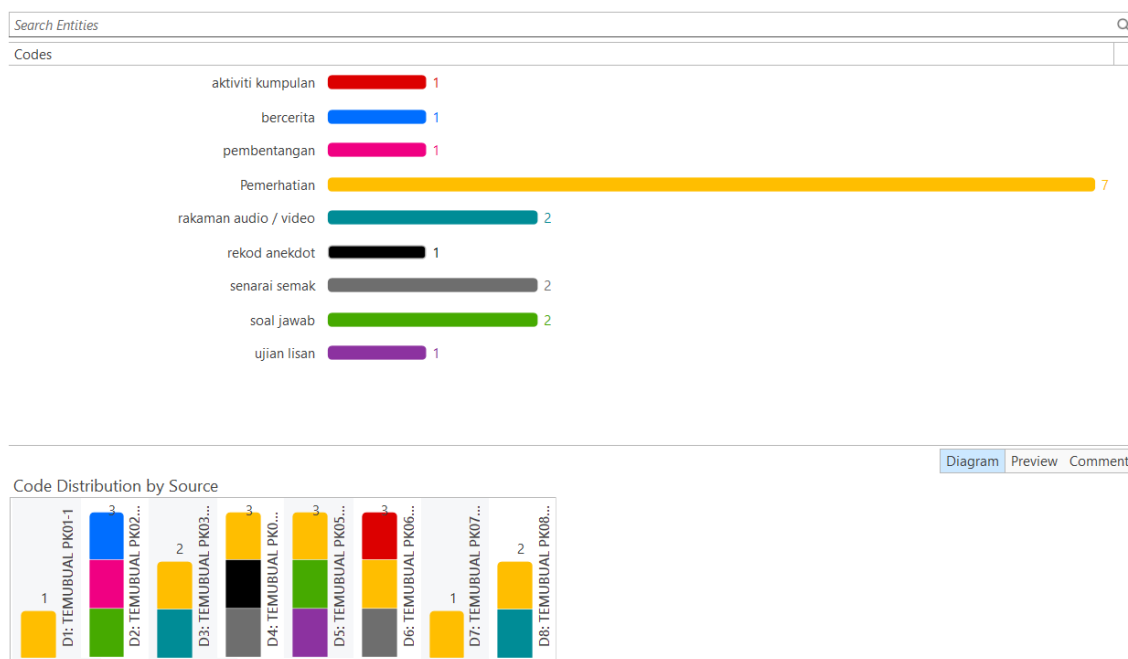 Search Entities
Codes
aktiviti kumpulan 1
bercerita 1
pembentangan 1
Pemerhatian 7
rakaman audio / video 2
rekod anekdot 1
senarai semak 2
soal jawab 2
ujian lisan 1
Diagram Preview Comment
Code Distribution by Source
1 D1: TEMUBUAL PK01-1
3 D2: TEMUBUAL PK02...
2 D3: TEMUBUAL PK03...
3 D4: TEMUBUAL PK0...
3 D5: TEMUBUAL PK05...
3 D6: TEMUBUAL PK06...
1 D7: TEMUBUAL PK07...
2 D8: TEMUBUAL PK08...